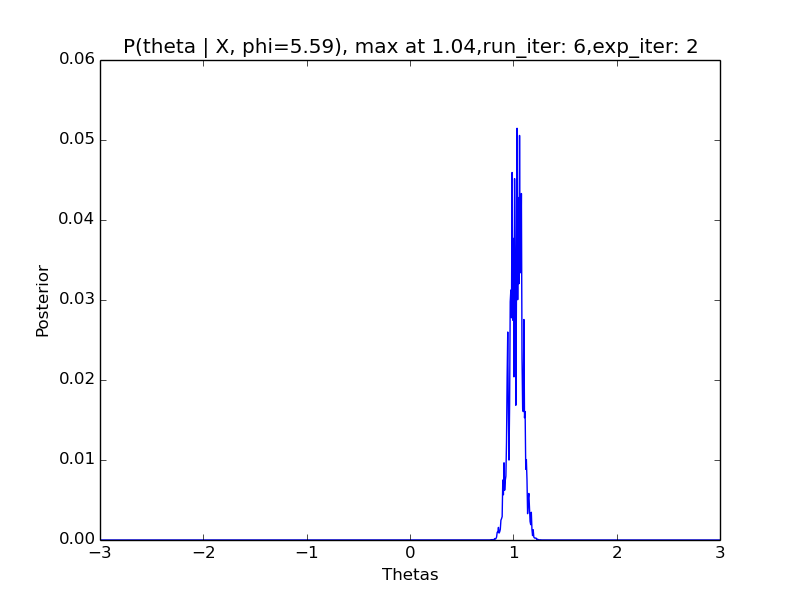 P(theta | X, phi=5.59), max at 1.04,run_iter: 6,exp_iter: 2
0.06
0.05
0.04
0.03
0.02
0.01
0.00
Posterior
−3 −2 −1 0 1 2 3
Thetas